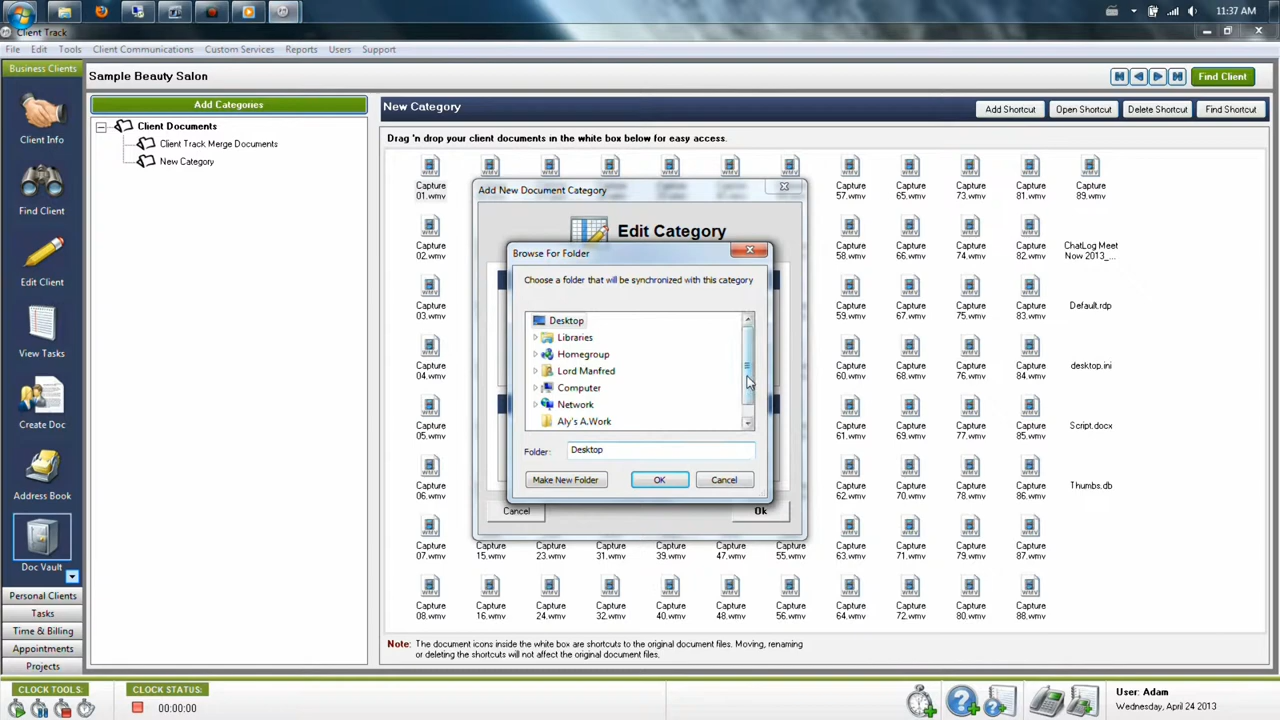 11:37 AM
Client Track
File Edit Tools Client Communications Custom Services Reports Users Support
Business Clients
Sample Beauty Salon
Find Client
Client Info
Find Client
Edit Client
View Tasks
Create Doc
Address Book
Doc Vault
Personal Clients
Tasks
Time & Billing
Appointments
Projects
Add Categories
Client Documents
Client Track Merge Documents
New Category
New Category
Add Shortcut Open Shortcut Delete Shortcut Find Shortcut
Drag 'n drop your client documents in the white box below for easy access.
Capture 01.wmv
Capture 02.wmv
Capture 03.wmv
Capture 04.wmv
Capture 05.wmv
Capture 06.wmv
Capture 07.wmv
Capture 08.wmv
15.wmv
Capture 16.wmv
23.wmv
Capture 24.wmv
31.wmv
Capture 32.wmv
39.wmv
Capture 40.wmv
47.wmv
Capture 48.wmv
55.wmv
Capture 56.wmv
Capture 57.wmv
Capture 58.wmv
Capture 59.wmv
Capture 60.wmv
Capture 61.wmv
Capture 62.wmv
Capture 63.wmv
Capture 64.wmv
Capture 65.wmv
Capture 66.wmv
Capture 67.wmv
Capture 68.wmv
Capture 69.wmv
Capture 70.wmv
Capture 71.wmv
Capture 72.wmv
Capture 73.wmv
Capture 74.wmv
Capture 75.wmv
Capture 76.wmv
Capture 77.wmv
Capture 78.wmv
Capture 79.wmv
Capture 80.wmv
Capture 81.wmv
Capture 82.wmv
Capture 83.wmv
Capture 84.wmv
Capture 85.wmv
Capture 86.wmv
Capture 87.wmv
Capture 88.wmv
Capture 89.wmv
ChatLog Meet
Now 2013_...
Default.rdp
desktop.ini
Script.docx
Thumbs.db
Add New Document Category
Edit Category
Cancel Ok
Browse For Folder
Choose a folder that will be synchronized with this category
Desktop
Libraries
Homegroup
Lord Manfred
Computer
Network
Aly's A.Work
Folder: Desktop
Make New Folder OK Cancel
Note: The document icons inside the white box are shortcuts to the original document files. Moving, renaming
or deleting the shortcuts will not affect the original document files.
CLOCK TOOLS: CLOCK STATUS:
00:00:00
User: Adam
Wednesday, April 24 2013